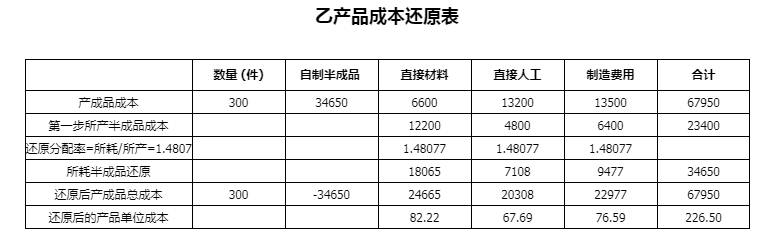 乙产品成本还原表
数量 (件) 自制半成品 直接材料 直接人工 制造费用 合计
产成品成本 300 34650 6600 13200 13500 67950
第一步所产半成品成本 12200 4800 6400 23400
还原分配率=所耗/所产=1.4807 1.48077 1.48077 1.48077
所耗半成品还原 18065 7108 9477 34650
还原后产成品总成本 300 -34650 24665 20308 22977 67950
还原后的产品单位成本 82.22 67.69 76.59 226.50